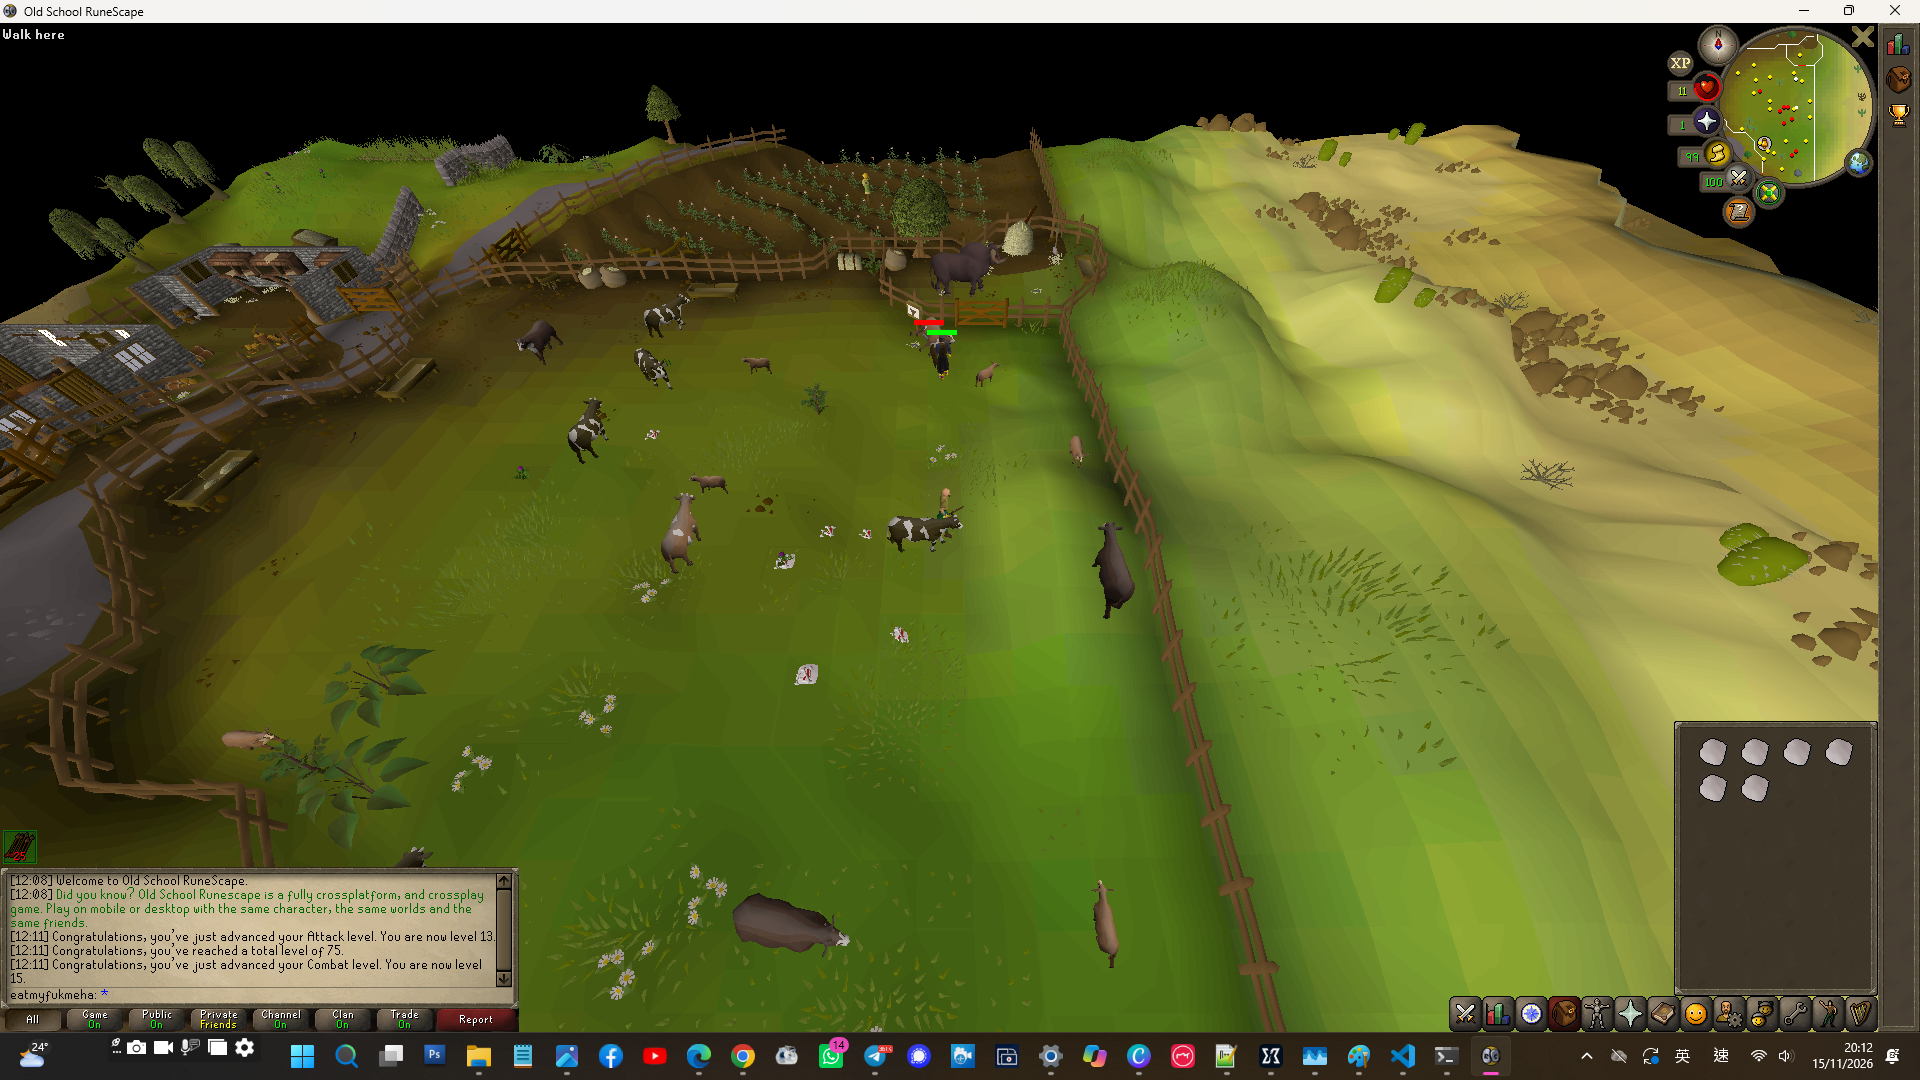 Old School RuneScape
Walk here
N
XP
11
1
99
100
25
[12:08] Welcome to Old School RuneScape.
[12:08] Did you know? Old School Runescape is a fully crossplatform, and crossplay
game. Play on mobile or desktop with the same character, the same worlds and the
same friends.
[12:11] Congratulations, you've just advanced your Attack level. You are now level 13.
[12:11] Congratulations, you've reached a total level of 75.
[12:11] Congratulations, you've just advanced your Combat level. You are now level
15.
eatmyfukmeha: *
All
Game
On
Public
On
Private
Friends
Channel
On
Clan
On
Trade
On
Report
24°
Ps
14
英
速
20:12
15/11/2026